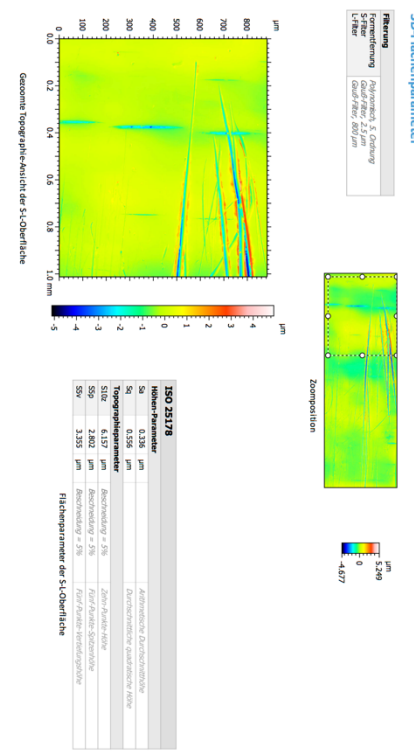 3D-Flächenparameter
Filterung
Formentfernung Polynomisch, 5. Ordnung
S-Filter Gauß-Filter, 2.5 µm
L-Filter Gauß-Filter, 800 µm
Zoomposition
µm
5.249
0
-4.677
0.0 0.2 0.4 0.6 0.8 1.0 mm
µm
800
700
600
500
400
300
200
100
0
Gezoomte Topographie-Ansicht der S-L-Oberfläche
µm
4
3
2
1
0
-1
-2
-3
-4
-5
ISO 25178
Höhen-Parameter
Sa 0.336 µm Arithmetische Durchschnitthöhe
Sq 0.556 µm Durchschnittliche quadratische Höhe
Topographieparameter
S10z 6.157 µm Beschneidung = 5% Zehn-Punkte-Höhe
S5p 2.802 µm Beschneidung = 5% Fünf-Punkte-Spitzenhöhe
S5v 3.355 µm Beschneidung = 5% Fünf-Punkte-Vertiefungshöhe
Flächenparameter der S-L-Oberfläche